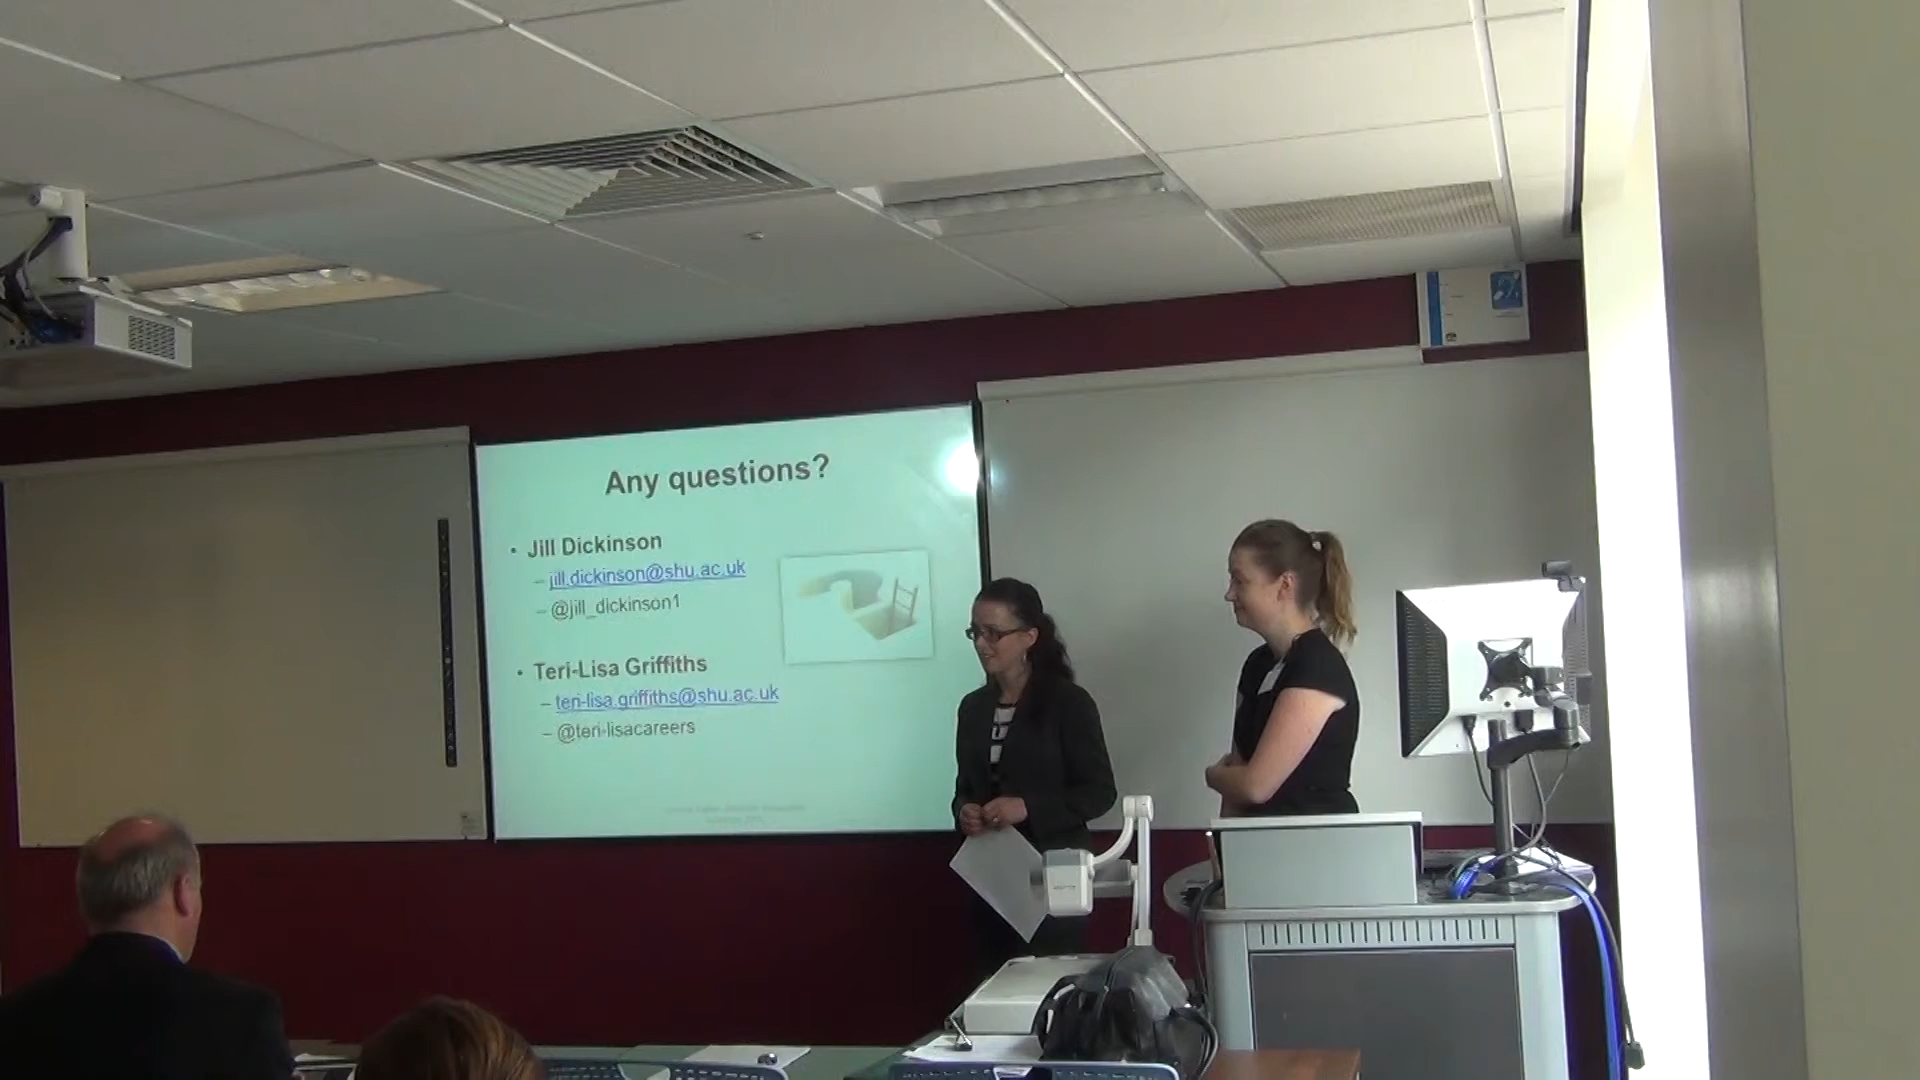 Any questions?
• Jill Dickinson
– jill.dickinson@shu.ac.uk
– @jill_dickinson1
• Teri-Lisa Griffiths
– teri-lisa.griffiths@shu.ac.uk
– @teri-lisacareers